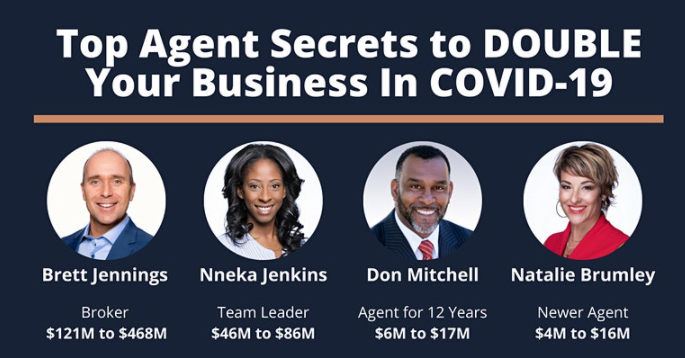 Top Agent Secrets to DOUBLE
Your Business In COVID-19
Brett Jennings
Nneka Jenkins
Don Mitchell
Natalie Brumley
Broker
Team Leader
Agent for 12 Years
Newer Agent
$121M to $468M
$46M to $86M
$6M to $17M
$4M to $16M